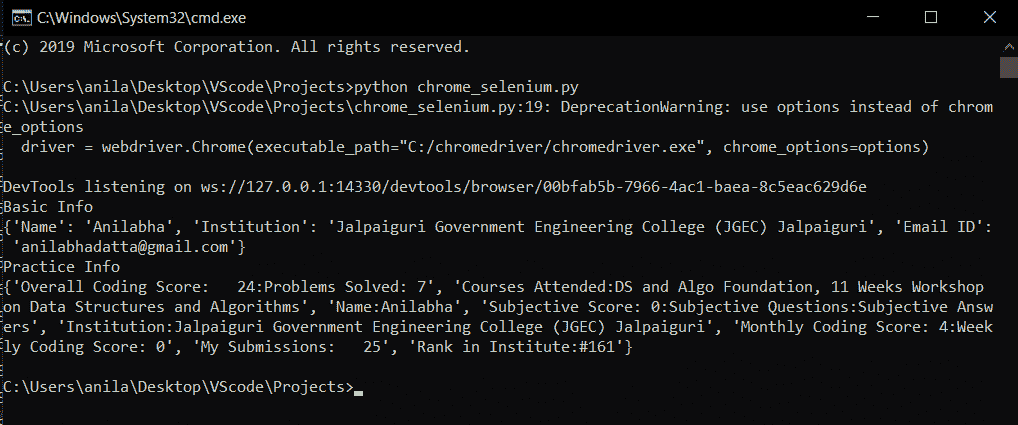 C:\Windows\System32\cmd.exe
(c) 2019 Microsoft Corporation. All rights reserved.
C:\Users\anila\Desktop\VScode\Projects>python chrome_selenium.py
C:\Users\anila\Desktop\VScode\Projects\chrome_selenium.py:19: DeprecationWarning: use options instead of chrom
e_options
  driver = webdriver.Chrome(executable_path="C:/chromedriver/chromedriver.exe", chrome_options=options)
DevTools listening on ws://127.0.0.1:14330/devtools/browser/00bfab5b-7966-4ac1-baea-8c5eac629d6e
Basic Info
{'Name': 'Anilabha', 'Institution': 'Jalpaiguri Government Engineering College (JGEC) Jalpaiguri', 'Email ID':
 'anilabhadatta@gmail.com'}
Practice Info
{'Overall Coding Score:   24:Problems Solved: 7', 'Courses Attended:DS and Algo Foundation, 11 Weeks Workshop
on Data Structures and Algorithms', 'Name:Anilabha', 'Subjective Score: 0:Subjective Questions:Subjective Answ
ers', 'Institution:Jalpaiguri Government Engineering College (JGEC) Jalpaiguri', 'Monthly Coding Score: 4:Week
ly Coding Score: 0', 'My Submissions:   25', 'Rank in Institute:#161'}
C:\Users\anila\Desktop\VScode\Projects>